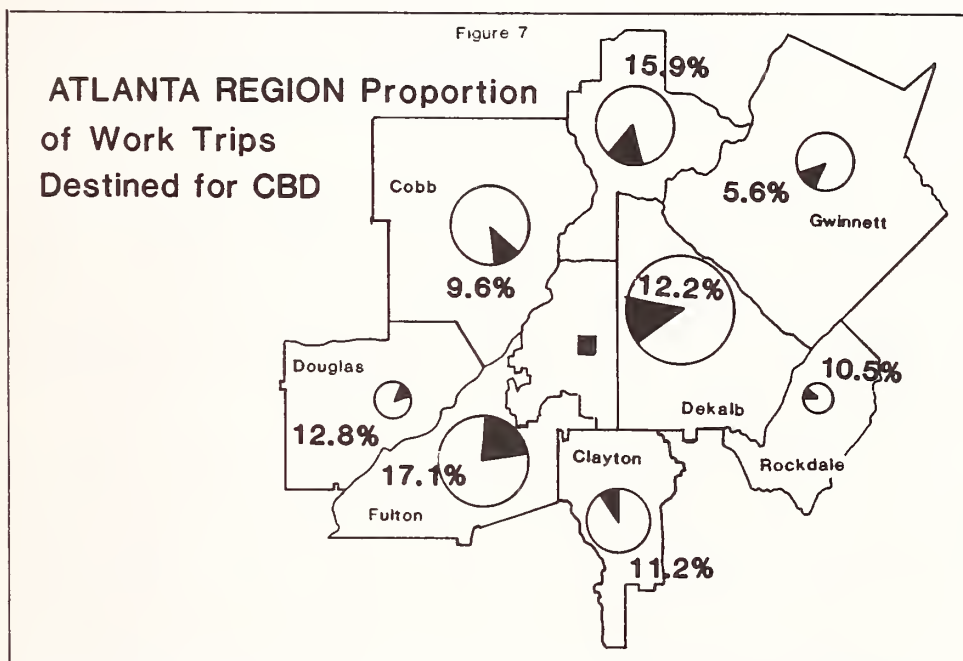 Figure 7
ATLANTA REGION Proportion
of Work Trips
Destined for CBD
15.9%
Cobb
9.6%
5.6%
Gwinnett
12.2%
Dekalb
Douglas
12.8%
10.5%
Rockdale
17.1%
Fulton
Clayton
11.2%